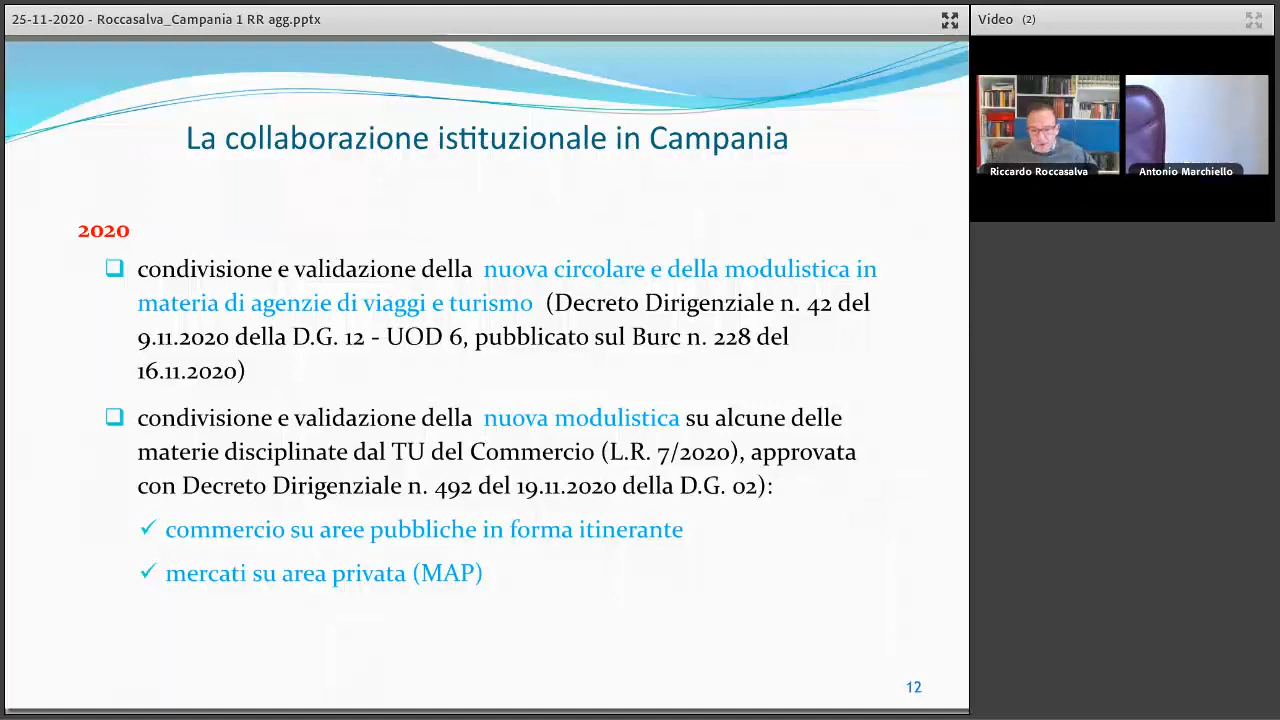 25-11-2020 - Roccasalva_Campania 1 RR agg.pptx
Video (2)
Riccardo Roccasalva
Antonio Marchiello
La collaborazione istituzionale in Campania
2020
condivisione e validazione della nuova circolare e della modulistica in
materia di agenzie di viaggi e turismo (Decreto Dirigenziale n. 42 del
9.11.2020 della D.G. 12 - UOD 6, pubblicato sul Burc n. 228 del
16.11.2020)
condivisione e validazione della nuova modulistica su alcune delle
materie disciplinate dal TU del Commercio (L.R. 7/2020), approvata
con Decreto Dirigenziale n. 492 del 19.11.2020 della D.G. 02):
commercio su aree pubbliche in forma itinerante
mercati su area privata (MAP)
12